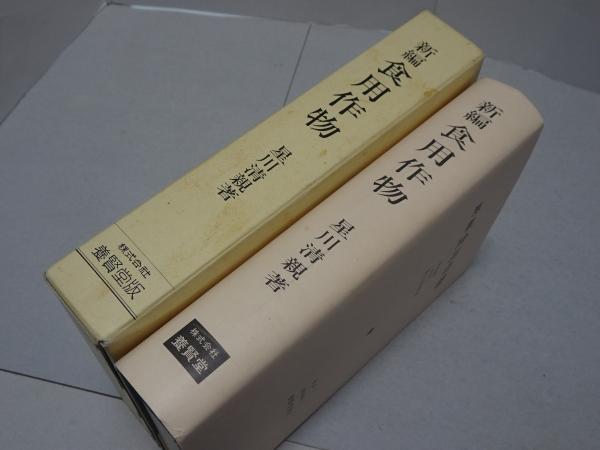 新編
食用作物
星川清親著
株式会社
養賢堂版
新編
食用作物
星川清親著
株式会社
養賢堂